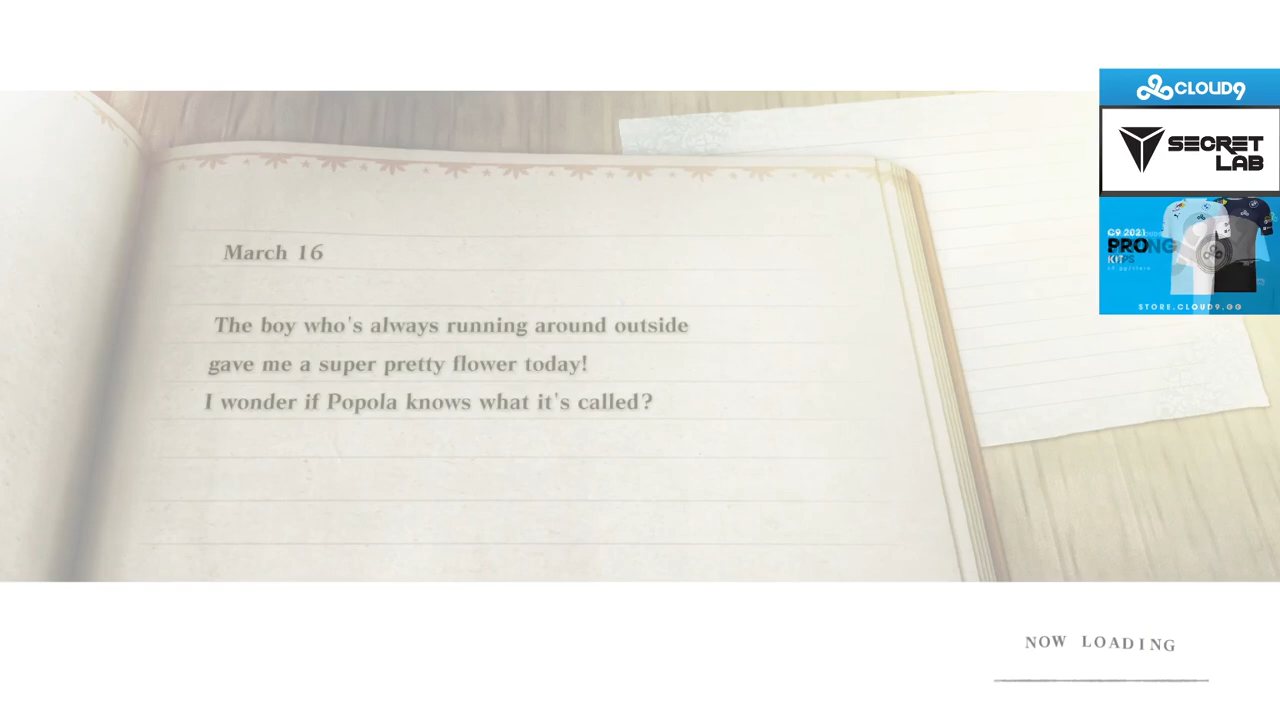 CLOUD9
SECRET
LAB
March 16
The boy who's always running around outside
gave me a super pretty flower today!
I wonder if Popola knows what it's called?
C9 2021
PRO
KIT
STORE.CLOUD9.GG
NOW LOADING